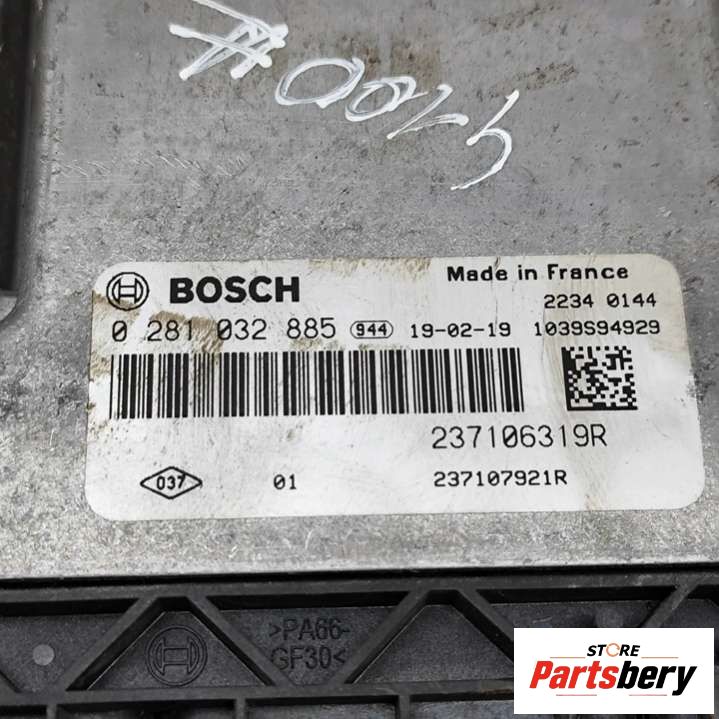 BOSCH
Made in France
2234 0144
0 281 032 885 944 19-02-19 1039S94929
237106319R
037 01 237107921R
>PA66-
GF30<
STORE
Partsbery